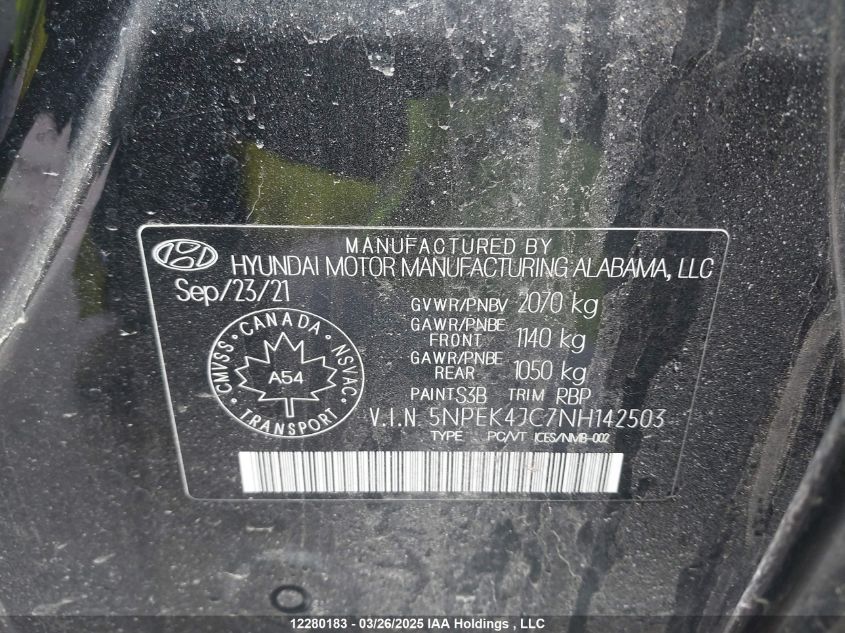 MANUFACTURED BY
HYUNDAI MOTOR MANUFACTURING ALABAMA, LLC
Sep/23/21
GVWR/PNBV 2070 kg
GAWR/PNBE
FRONT 1140 kg
GAWR/PNBE
REAR 1050 kg
CANADA
CMVSS NSVAC
A54
TRANSPORT
PAINT S3B TRIM RBP
V.I.N 5NPEK4JC7NH142503
TYPE PC/VT ICES/NMB-002
12280183 - 03/26/2025 IAA Holdings , LLC